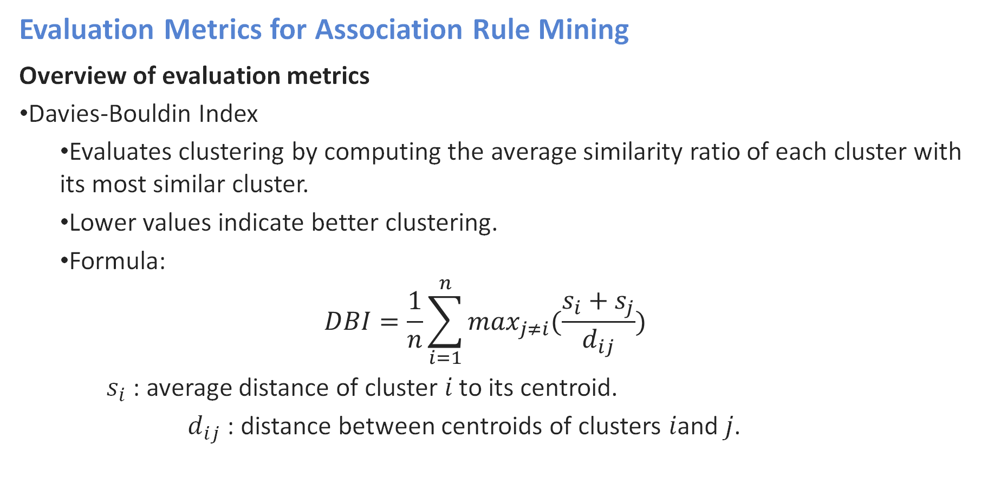 Evaluation Metrics for Association Rule Mining
Overview of evaluation metrics
•Davies-Bouldin Index
•Evaluates clustering by computing the average similarity ratio of each cluster with
its most similar cluster.
•Lower values indicate better clustering.
•Formula:
$DBI = \frac{1}{n} \sum_{i=1}^{n} max_{j \neq i} (\frac{s_i + s_j}{d_{ij}})$
$s_i$ : average distance of cluster $i$ to its centroid.
$d_{ij}$ : distance between centroids of clusters $i$and $j$.